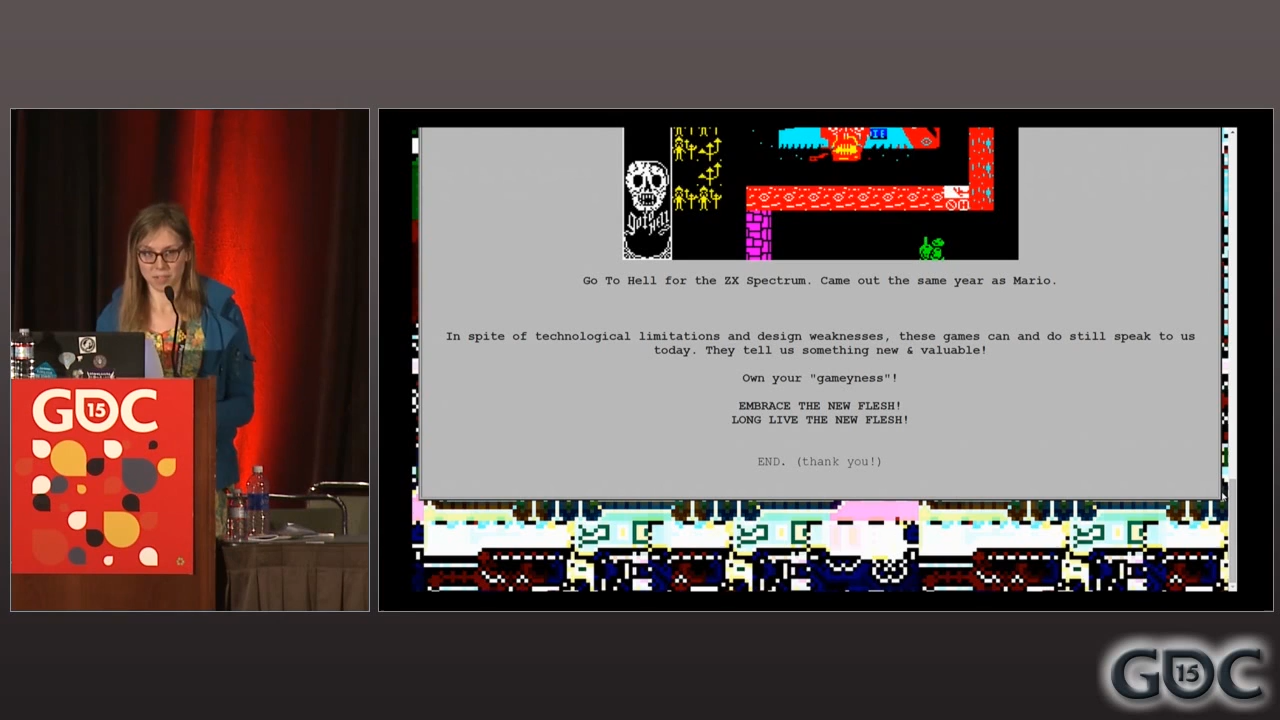 GO TO
HELL
Go To Hell for the ZX Spectrum. Came out the same year as Mario.
In spite of technological limitations and design weaknesses, these games can and do still speak to us
today. They tell us something new & valuable!
Own your "gameyness"!
EMBRACE THE NEW FLESH!
LONG LIVE THE NEW FLESH!
END. (thank you!)
GDC
15
GDC
15